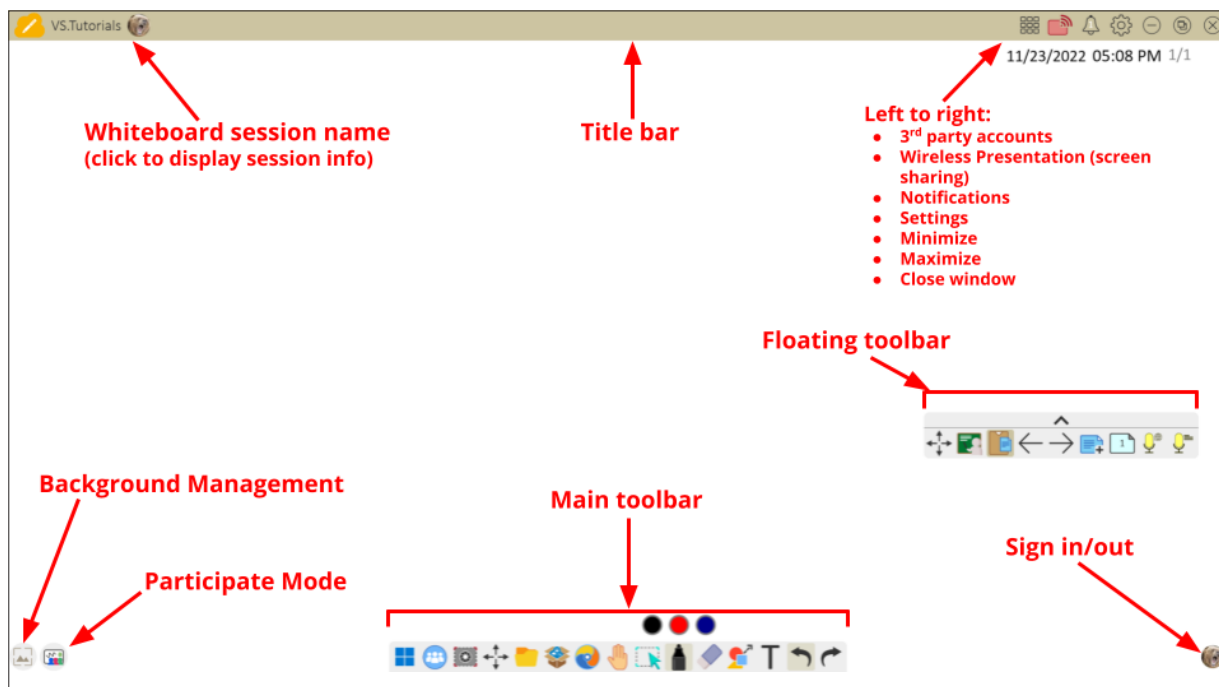 VS.Tutorials
11/23/2022 05:08 PM 1/1
Whiteboard session name
(click to display session info)
Title bar
Left to right:
● 3rd party accounts
● Wireless Presentation (screen
sharing)
● Notifications
● Settings
● Minimize
● Maximize
● Close window
Floating toolbar
1
Background Management
Main toolbar
Sign in/out
Participate Mode
T